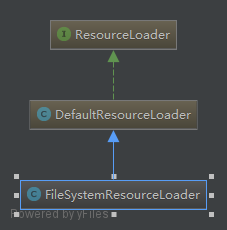 I ResourceLoader
C DefaultResourceLoader
C FileSystemResourceLoader
Powered by yFiles